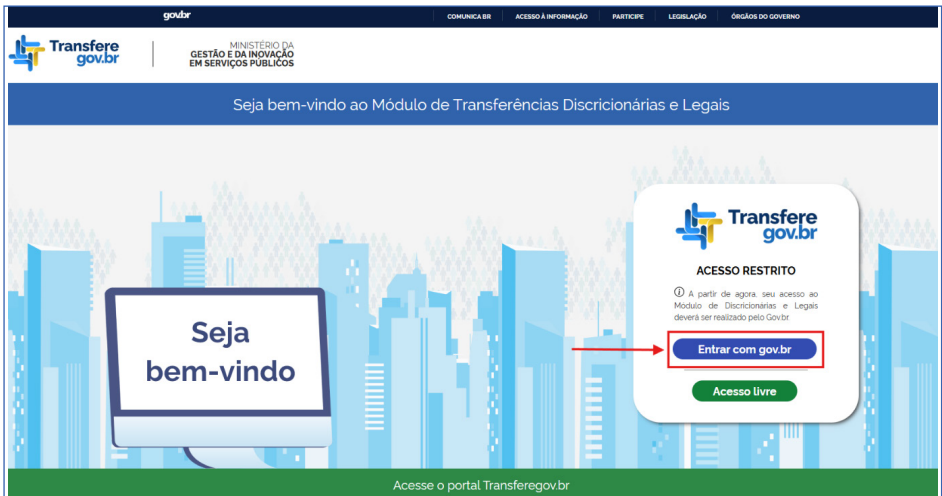 gov.br
COMUNICA BR ACESSO À INFORMAÇÃO PARTICIPE LEGISLAÇÃO ÓRGÃOS DO GOVERNO
Transfere
gov.br
MINISTÉRIO DA
GESTÃO E DA INOVAÇÃO
EM SERVIÇOS PÚBLICOS
Seja bem-vindo ao Módulo de Transferências Discricionárias e Legais
Seja
bem-vindo
Transfere
gov.br
ACESSO RESTRITO
A partir de agora, seu acesso ao
Módulo de Discricionárias e Legais
deverá ser realizado pelo Gov.br
Entrar com gov.br
Acesso livre
Acesse o portal Transferegov.br